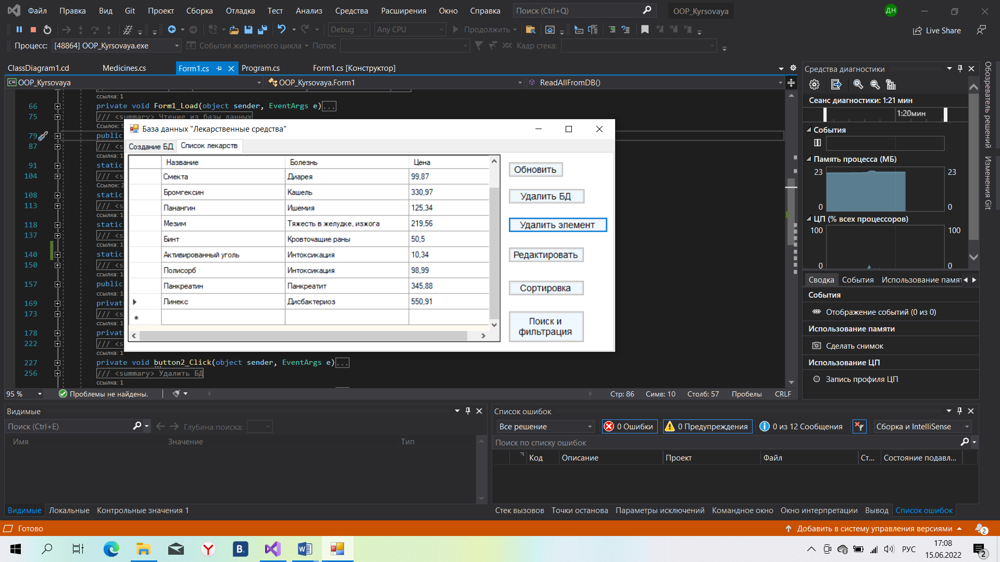 Файл Правка Вид Git Проект Сборка Отладка Тест Анализ Средства Расширения Окно Справка Поиск (Ctrl+Q) OOP_Kyrsovaya ДН
Debug Any CPU Продолжить Live Share
Процесс: [48864] OOP_Kyrsovaya.exe События жизненного цикла Поток: Кадр стека:
ClassDiagram1.cd Medicines.cs Form1.cs Program.cs Form1.cs [Конструктор]
C# OOP_Kyrsovaya OOP_Kyrsovaya.Form1 ReadAllFromDB()
ссылка: 1
66 private void Form1_Load(object sender, EventArgs e)...
75 /// <summary> Чтение из базы данных
Ссылок: 5
79 public
87 /// <s
ссылка: 1
91 static
104 /// <s
Ссылок: 2
108 static
113 /// <s
ссылка: 1
118 static
137 /// <s
ссылка: 1
140 static
150 /// <s
ссылка: 1
157 public
ссылка: 1
169 privat
173 /// <s
ссылка: 1
178 privat
222 /// <s
ссылка: 1
227 private void button2_Click(object sender, EventArgs e)...
256 /// <summary> Удалить БД
ссылка: 1
База данных "Лекарственные средства"
Создание БД Список лекарств
Название Болезнь Цена
Смекта Диарея 99,87
Бромгексин Кашель 330,97
Панангин Ишемия 125,34
Мезим Тяжесть в желудке, изжога 219,56
Бинт Кровточащие раны 50,5
Активированный уголь Интоксикация 10,34
Полисорб Интоксикация 98,99
Панкреатин Панкреатит 345,88
Линекс Дисбактериоз 550,91
Обновить
Удалить БД
Удалить элемент
Редактировать
Сортировка
Поиск и
фильтрация
95 % Проблемы не найдены. Стр: 86 Симв: 10 Столб: 57 Пробелы CRLF
Средства диагностики
Сеанс диагностики: 1:21 мин
1:20мин
События
Память процесса (МБ)
23 23
0 0
ЦП (% всех процессоров)
100 100
0 0
Сводка События Использование памят
События
Отображение событий (0 из 0)
Использование памяти
Сделать снимок
Использование ЦП
Запись профиля ЦП
Обозреватель решений
Изменения Git
Видимые
Поиск (Ctrl+E) Глубина поиска:
Имя Значение Тип
Видимые Локальные Контрольные значения 1
Список ошибок
Все решение 0 Ошибки 0 Предупреждения 0 из 12 Сообщения Сборка и IntelliSense
Поиск по списку ошибок
Код Описание Проект Файл Ст... Состояние подавл...
Стек вызовов Точки останова Параметры исключений Командное окно Окно интерпретации Вывод Список ошибок
Готово Добавить в систему управления версиями 2
B. РУС 17:08
15.06.2022 2